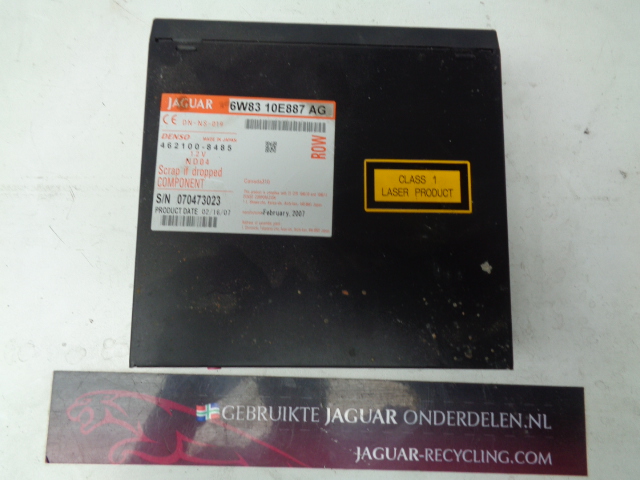 JAGUAR 6W83 10E887 AG
CE DN-NS-019
DENSO MADE IN JAPAN
462100-8485
12V
ND04
Scrap if dropped
COMPONENT
S/N 070473023
PRODUCT DATE 02/16/07
ROW
February, 2007
CLASS 1
LASER PRODUCT
GEBRUIKTE JAGUAR ONDERDELEN.NL
JAGUAR-RECYCLING.COM